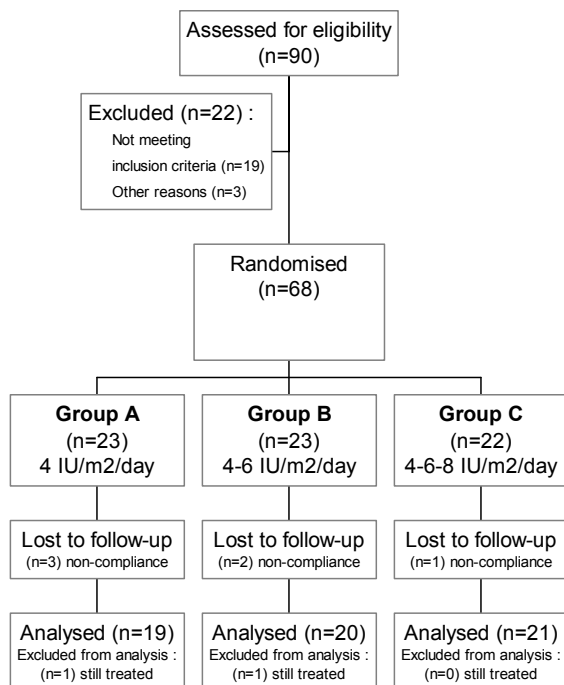 Assessed for eligibility
(n=90)
Excluded (n=22) :
Not meeting
inclusion criteria (n=19)
Other reasons (n=3)
Randomised
(n=68)
Group A
(n=23)
4 IU/m2/day
Group B
(n=23)
4-6 IU/m2/day
Group C
(n=22)
4-6-8 IU/m2/day
Lost to follow-up
(n=3) non-compliance
Lost to follow-up
(n=2) non-compliance
Lost to follow-up
(n=1) non-compliance
Analysed (n=19)
Excluded from analysis :
(n=1) still treated
Analysed (n=20)
Excluded from analysis :
(n=1) still treated
Analysed (n=21)
Excluded from analysis :
(n=0) still treated